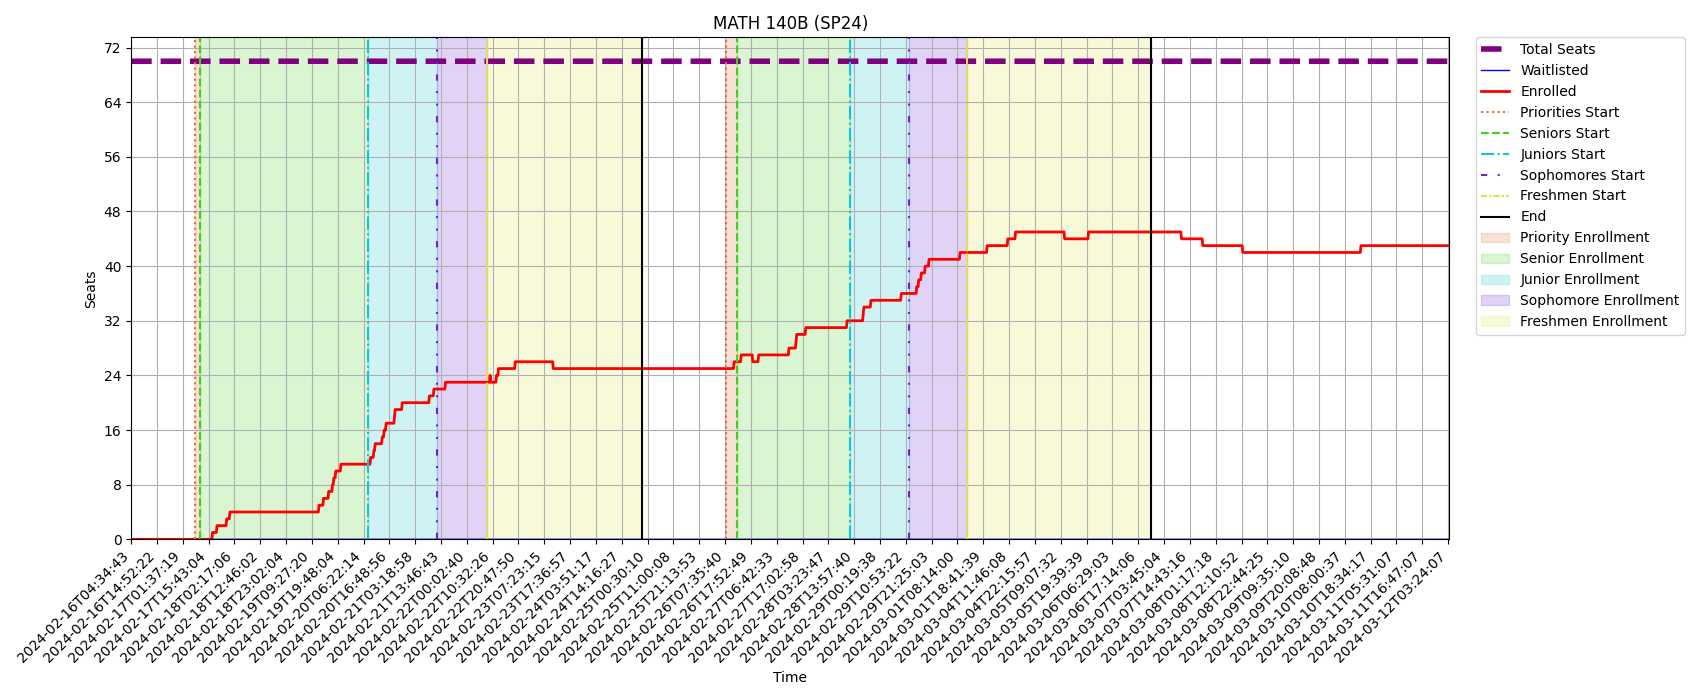 MATH 140B (SP24)
Seats
72
64
56
48
40
32
24
16
8
0
2024-02-16T04:34:43
2024-02-16T14:52:22
2024-02-17T01:37:19
2024-02-17T15:43:04
2024-02-18T02:17:06
2024-02-18T12:46:02
2024-02-18T23:02:04
2024-02-19T09:27:20
2024-02-19T19:48:04
2024-02-20T06:22:14
2024-02-20T16:48:56
2024-02-21T03:18:58
2024-02-21T13:46:43
2024-02-22T00:02:40
2024-02-22T10:32:26
2024-02-22T20:47:50
2024-02-23T07:23:15
2024-02-23T17:36:57
2024-02-24T03:51:17
2024-02-24T14:16:27
2024-02-25T00:30:10
2024-02-25T11:00:08
2024-02-25T21:13:53
2024-02-26T07:35:40
2024-02-26T17:52:49
2024-02-27T06:42:33
2024-02-27T17:02:58
2024-02-28T03:23:47
2024-02-28T13:57:40
2024-02-29T00:19:38
2024-02-29T10:53:22
2024-02-29T21:25:03
2024-03-01T08:14:00
2024-03-01T18:41:39
2024-03-04T11:46:08
2024-03-04T22:15:57
2024-03-05T09:07:32
2024-03-05T19:39:39
2024-03-06T06:29:03
2024-03-06T17:14:06
2024-03-07T03:45:04
2024-03-07T14:43:16
2024-03-08T01:17:18
2024-03-08T12:10:52
2024-03-08T22:44:25
2024-03-09T09:35:10
2024-03-09T20:08:48
2024-03-10T08:00:37
2024-03-10T18:34:17
2024-03-11T05:31:07
2024-03-11T16:47:07
2024-03-12T03:24:07
Time
Total Seats
Waitlisted
Enrolled
Priorities Start
Seniors Start
Juniors Start
Sophomores Start
Freshmen Start
End
Priority Enrollment
Senior Enrollment
Junior Enrollment
Sophomore Enrollment
Freshmen Enrollment